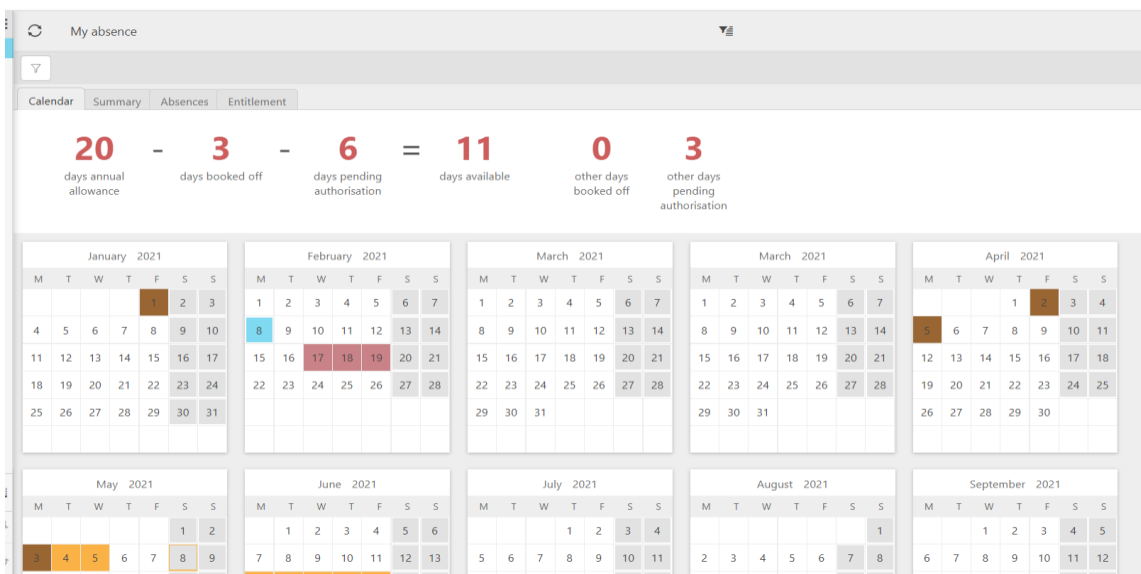 My absence
Calendar Summary Absences Entitlement
20 - 3 - 6 = 11 0 3
days annual allowance days booked off days pending authorisation days available other days booked off other days pending authorisation
January 2021
M T W T F S S
1 2 3
4 5 6 7 8 9 10
11 12 13 14 15 16 17
18 19 20 21 22 23 24
25 26 27 28 29 30 31
February 2021
M T W T F S S
1 2 3 4 5 6 7
8 9 10 11 12 13 14
15 16 17 18 19 20 21
22 23 24 25 26 27 28
March 2021
M T W T F S S
1 2 3 4 5 6 7
8 9 10 11 12 13 14
15 16 17 18 19 20 21
22 23 24 25 26 27 28
29 30 31
March 2021
M T W T F S S
1 2 3 4 5 6 7
8 9 10 11 12 13 14
15 16 17 18 19 20 21
22 23 24 25 26 27 28
29 30 31
April 2021
M T W T F S S
1 2 3 4
5 6 7 8 9 10 11
12 13 14 15 16 17 18
19 20 21 22 23 24 25
26 27 28 29 30
May 2021
M T W T F S S
1 2
3 4 5 6 7 8 9
June 2021
M T W T F S S
1 2 3 4 5 6
7 8 9 10 11 12 13
July 2021
M T W T F S S
1 2 3 4
5 6 7 8 9 10 11
August 2021
M T W T F S S
1
2 3 4 5 6 7 8
September 2021
M T W T F S S
1 2 3 4 5
6 7 8 9 10 11 12